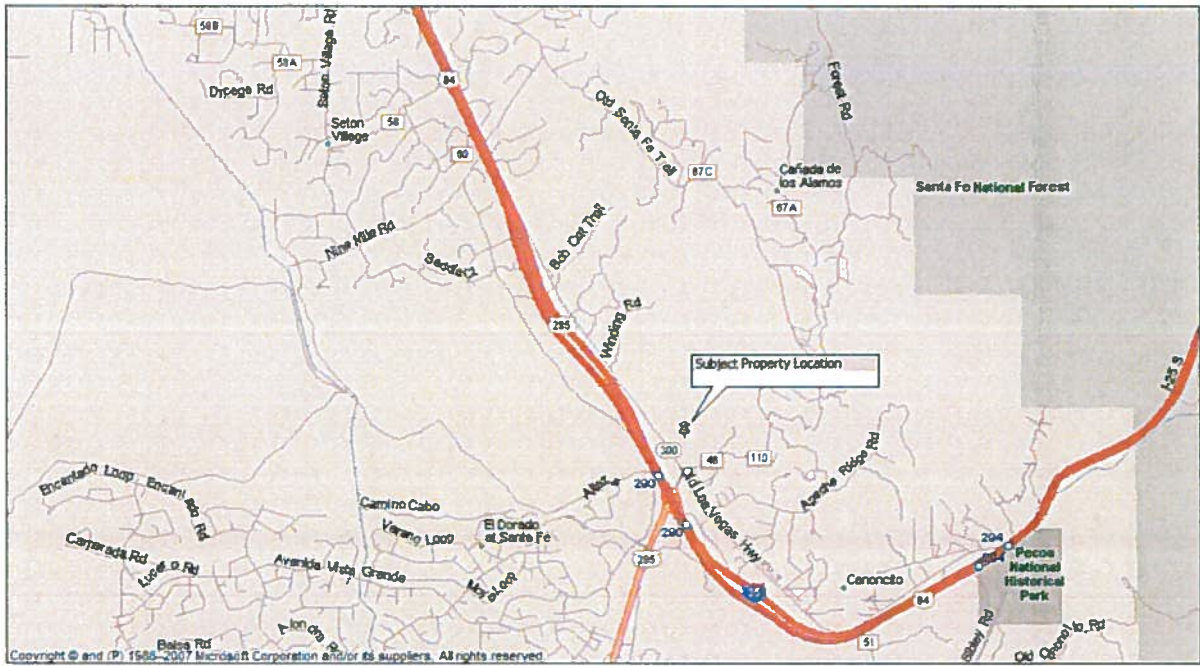 58B
58A
Seton Village Rd
84
Dycega Rd
Seton
Village
58
60
Forest Rd
Old Santa Fe Trail
67C
Cañada de
los Alamos
67A
Santa Fe National Forest
Nine Mile Rd
Bob Cat Trail
285
Winding Rd
Subject Property Location
I-25 S
300
48
110
Apache Ridge Rd
290
Old Las Vegas Hwy
Encantado Loop
Encantado Rd
Camino Cabo
Verano Loop
El Dorado
at Santa Fe
290
Camerada Rd
Avenida Vista Grande
285
294
Pecos
National
Historical
Park
Canoncito
84
51
Balsa Rd
Copyright © and (P) 1988-2007 Microsoft Corporation and/or its suppliers. All rights reserved.